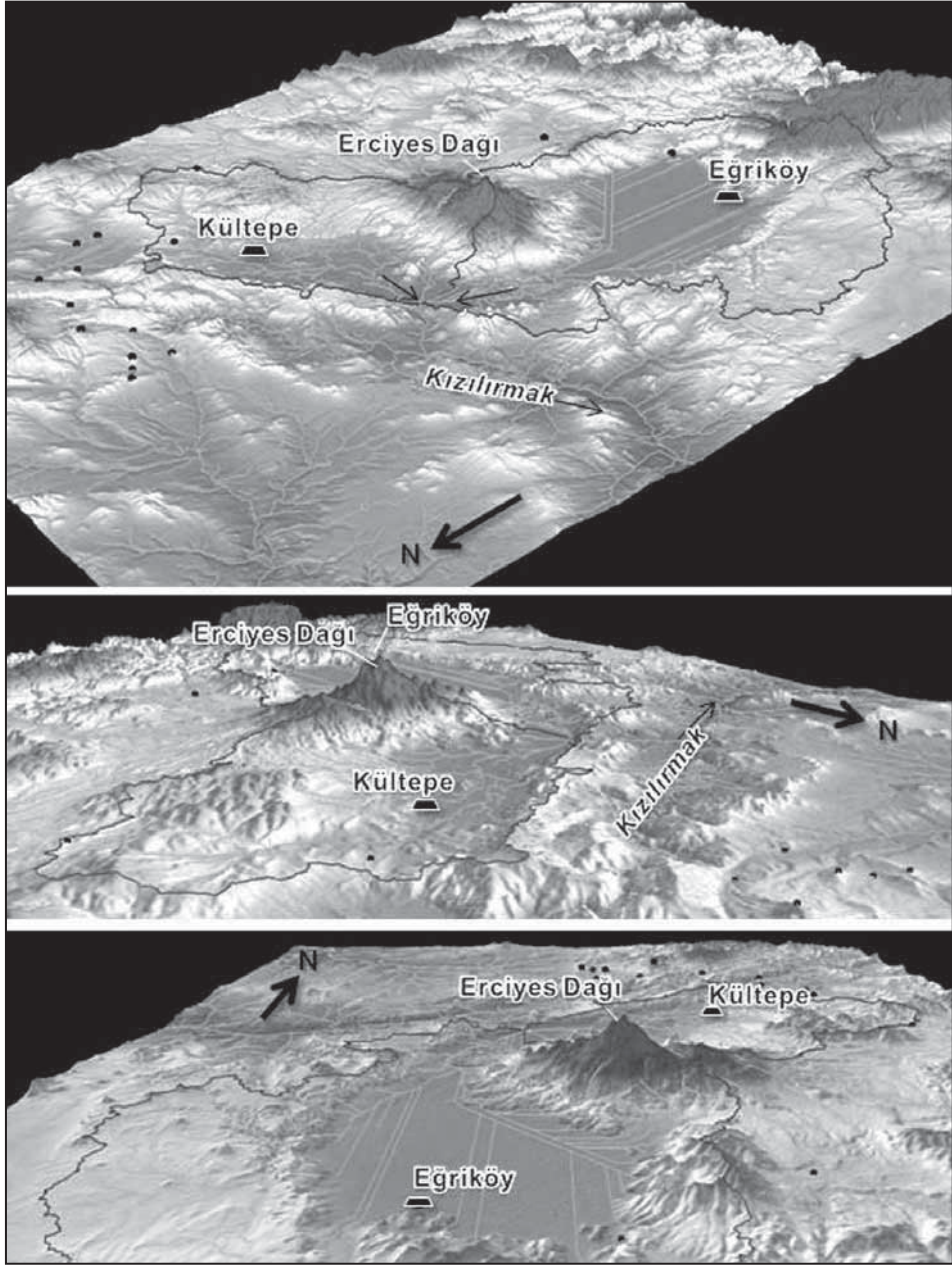 Erciyes Dağı
Eğriköy
Kültepe
Kızılırmak
N
Eğriköy
Erciyes Dağı
N
Kültepe
Kızılırmak
N
Erciyes Dağı
Kültepe
Eğriköy